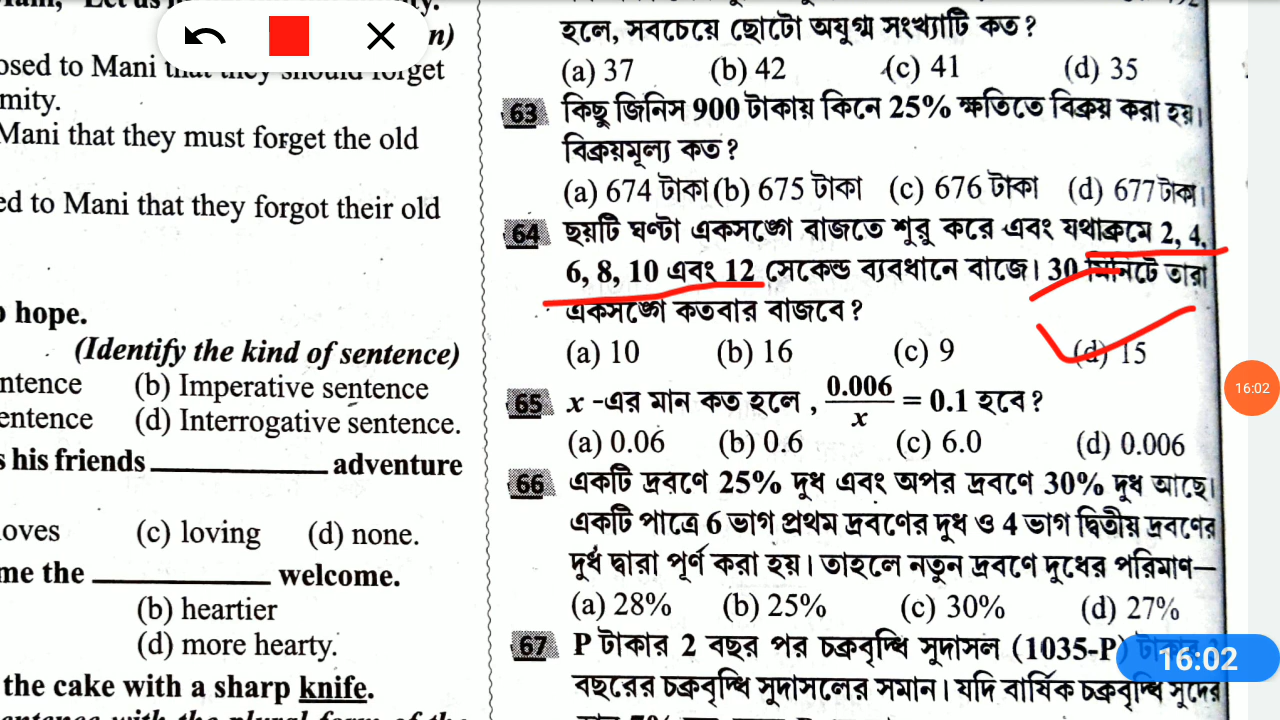 n)
osed to Mani that they should forget
mity.
Mani that they must forget the old
ed to Mani that they forgot their old
hope.
(Identify the kind of sentence)
ntence (b) Imperative sentence
entence (d) Interrogative sentence.
s his friends ________ adventure
oves (c) loving (d) none.
me the ________ welcome.
(b) heartier
(d) more hearty.
the cake with a sharp knife.
হলে, সবচেয়ে ছোটো অযুগ্ম সংখ্যাটি কত?
(a) 37 (b) 42 (c) 41 (d) 35
63 কিছু জিনিস 900 টাকায় কিনে 25% ক্ষতিতে বিক্রয় করা হয়।
বিক্রয়মূল্য কত?
(a) 674 টাকা (b) 675 টাকা (c) 676 টাকা (d) 677 টাকা।
64 ছয়টি ঘণ্টা একসঙ্গে বাজতে শুরু করে এবং যথাক্রমে 2, 4,
6, 8, 10 এবং 12 সেকেন্ড ব্যবধানে বাজে। 30 মিনিটে তারা
একসঙ্গে কতবার বাজবে?
(a) 10 (b) 16 (c) 9 (d) 15
65 x -এর মান কত হলে, 0.006/x = 0.1 হবে?
(a) 0.06 (b) 0.6 (c) 6.0 (d) 0.006
66 একটি দ্রবণে 25% দুধ এবং অপর দ্রবণে 30% দুধ আছে।
একটি পাত্রে 6 ভাগ প্রথম দ্রবণের দুধ ও 4 ভাগ দ্বিতীয় দ্রবণের
দুধ দ্বারা পূর্ণ করা হয়। তাহলে নতুন দ্রবণে দুধের পরিমাণ—
(a) 28% (b) 25% (c) 30% (d) 27%
67 P টাকার 2 বছর পর চক্রবৃদ্ধি সুদাসল (1035-P) টাকার
বছরের চক্রবৃদ্ধি সুদাসলের সমান। যদি বার্ষিক চক্রবৃদ্ধি সুদের
16:02
16:02